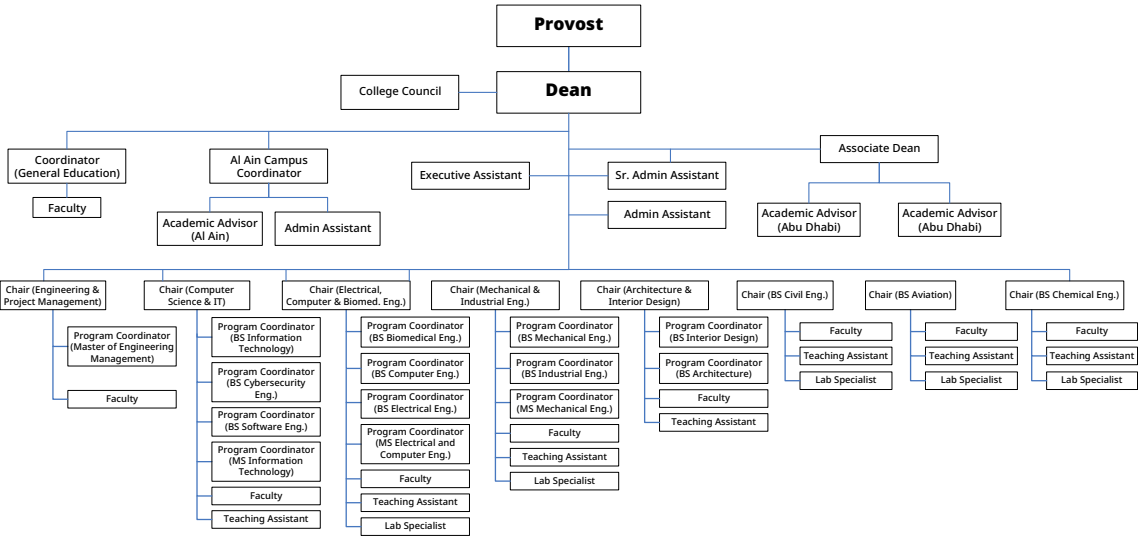 Provost
College Council
Dean
Coordinator
(General Education)
Faculty
Al Ain Campus
Coordinator
Academic Advisor
(Al Ain)
Admin Assistant
Executive Assistant
Sr. Admin Assistant
Admin Assistant
Associate Dean
Academic Advisor
(Abu Dhabi)
Academic Advisor
(Abu Dhabi)
Chair (Engineering &
Project Management)
Program Coordinator
(Master of Engineering
Management)
Faculty
Chair (Computer
Science & IT)
Program Coordinator
(BS Information
Technology)
Program Coordinator
(BS Cybersecurity
Eng.)
Program Coordinator
(BS Software Eng.)
Program Coordinator
(MS Information
Technology)
Faculty
Teaching Assistant
Chair (Electrical,
Computer & Biomed. Eng.)
Program Coordinator
(BS Biomedical Eng.)
Program Coordinator
(BS Computer Eng.)
Program Coordinator
(BS Electrical Eng.)
Program Coordinator
(MS Electrical and
Computer Eng.)
Faculty
Teaching Assistant
Lab Specialist
Chair (Mechanical &
Industrial Eng.)
Program Coordinator
(BS Mechanical Eng.)
Program Coordinator
(BS Industrial Eng.)
Program Coordinator
(MS Mechanical Eng.)
Faculty
Teaching Assistant
Lab Specialist
Chair (Architecture &
Interior Design)
Program Coordinator
(BS Interior Design)
Program Coordinator
(BS Architecture)
Faculty
Teaching Assistant
Chair (BS Civil Eng.)
Faculty
Teaching Assistant
Lab Specialist
Chair (BS Aviation)
Faculty
Teaching Assistant
Lab Specialist
Chair (BS Chemical Eng.)
Faculty
Teaching Assistant
Lab Specialist